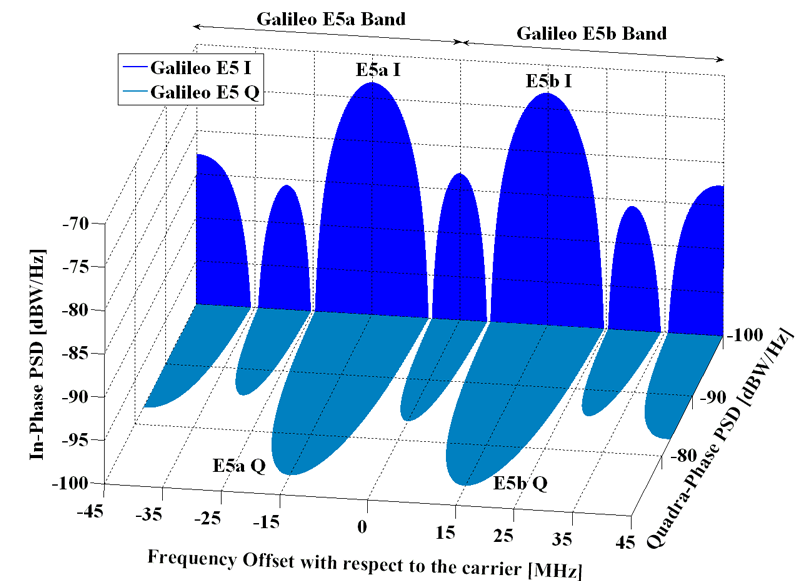 Galileo E5a Band
Galileo E5b Band
Galileo E5 I
Galileo E5 Q
E5a I
E5b I
-70
-75
-80
-85
-90
-95
-100
In-Phase PSD [dBW/Hz]
E5a Q
E5b Q
-100
-90
-80
Quadra-Phase PSD [dBW/Hz]
-45
-35
-25
-15
0
15
25
35
45
Frequency Offset with respect to the carrier [MHz]